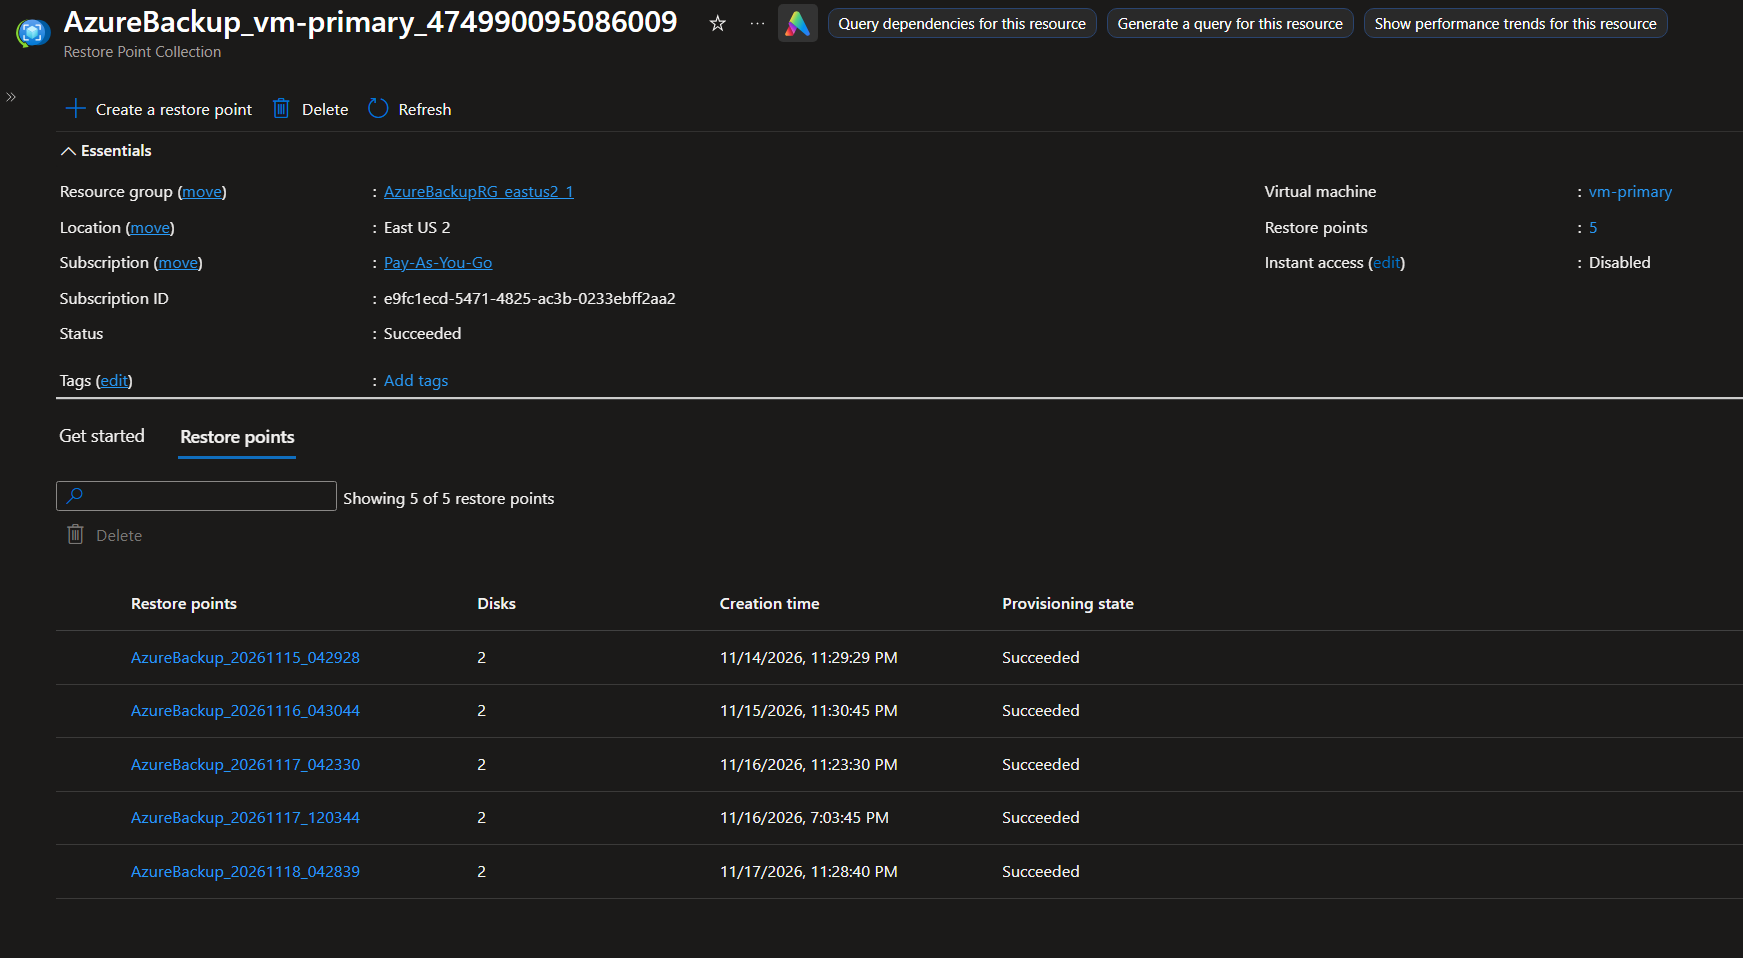 AzureBackup_vm-primary_474990095086009
Query dependencies for this resource
Generate a query for this resource
Show performance trends for this resource
Restore Point Collection
Create a restore point
Delete
Refresh
Essentials
Resource group (move) : AzureBackupRG_eastus2_1
Location (move) : East US 2
Subscription (move) : Pay-As-You-Go
Subscription ID : e9fc1ecd-5471-4825-ac3b-0233ebff2aa2
Status : Succeeded
Tags (edit) : Add tags
Virtual machine : vm-primary
Restore points : 5
Instant access (edit) : Disabled
Get started
Restore points
Showing 5 of 5 restore points
Delete
Restore points Disks Creation time Provisioning state
AzureBackup_20261115_042928 2 11/14/2026, 11:29:29 PM Succeeded
AzureBackup_20261116_043044 2 11/15/2026, 11:30:45 PM Succeeded
AzureBackup_20261117_042330 2 11/16/2026, 11:23:30 PM Succeeded
AzureBackup_20261117_120344 2 11/16/2026, 7:03:45 PM Succeeded
AzureBackup_20261118_042839 2 11/17/2026, 11:28:40 PM Succeeded